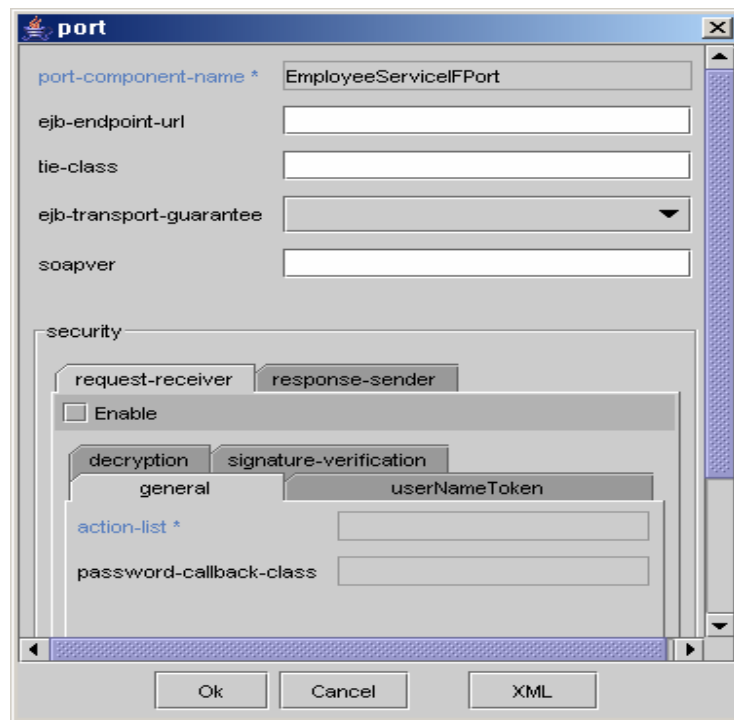 port
port-component-name * EmployeeServiceIFPort
ejb-endpoint-url
tie-class
ejb-transport-guarantee
soapver
security
request-receiver response-sender
Enable
decryption signature-verification
general userNameToken
action-list *
password-callback-class
Ok Cancel XML